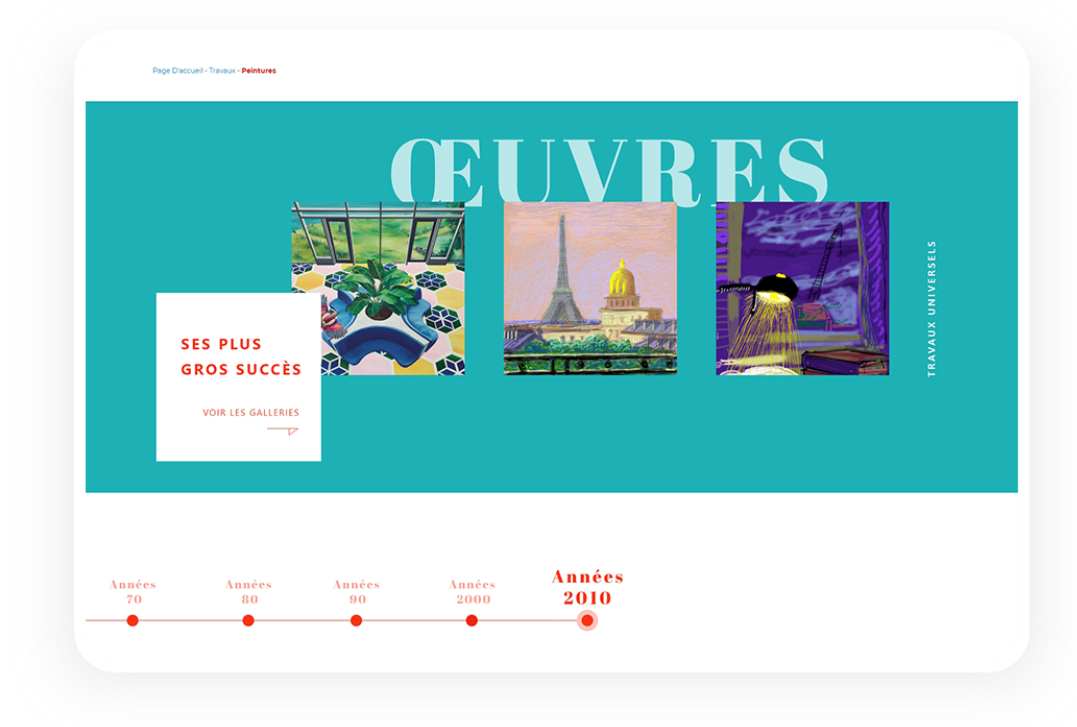 Page D'accueil - Travaux - Peintures
ŒUVRES
TRAVAUX UNIVERSELS
SES PLUS
GROS SUCCÈS
VOIR LES GALLERIES
Années
70
Années
80
Années
90
Années
2000
Années
2010